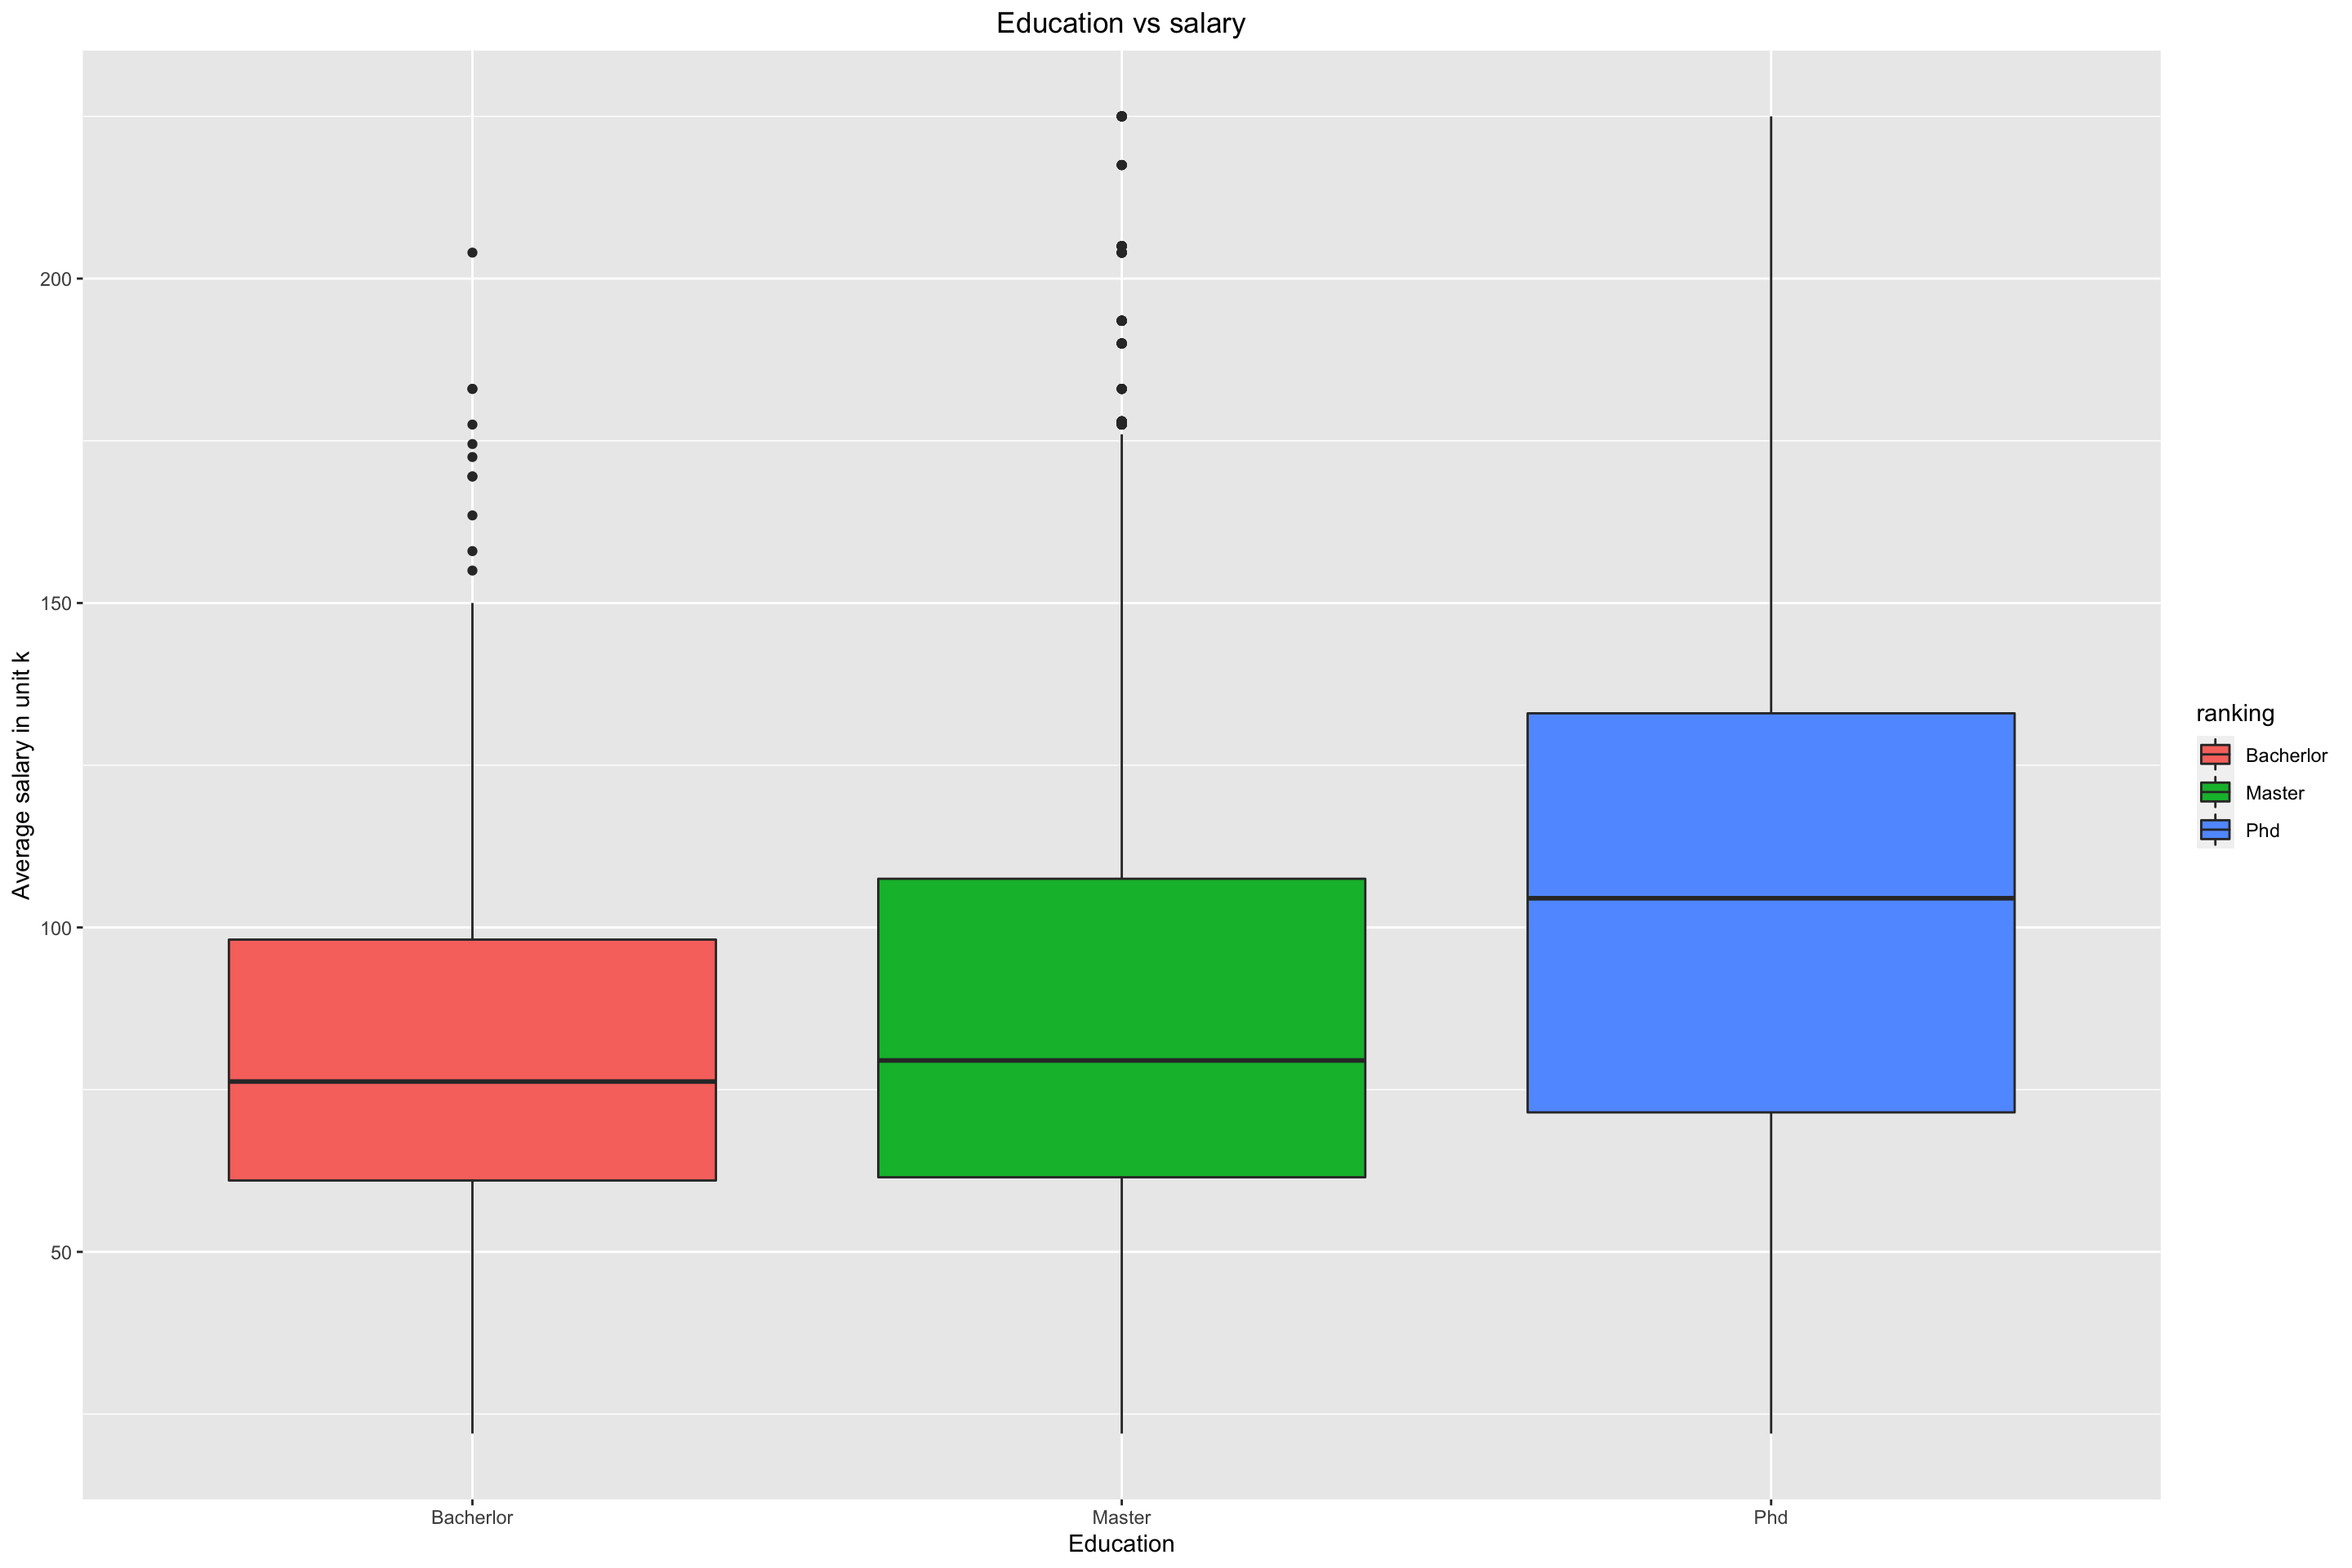 Education vs salary
Average salary in unit k
200
150
100
50
Bacherlor
Master
Phd
Education
ranking
Bacherlor
Master
Phd